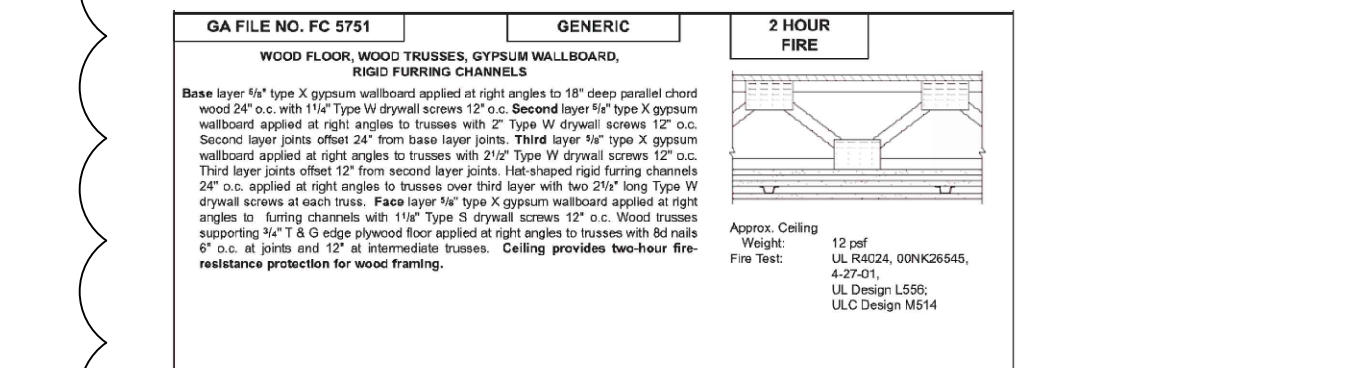 GA FILE NO. FC 5751
GENERIC
2 HOUR
FIRE
WOOD FLOOR, WOOD TRUSSES, GYPSUM WALLBOARD,
RIGID FURRING CHANNELS
Base layer 5/8" type X gypsum wallboard applied at right angles to 18" deep parallel chord
wood 24" o.c. with 1 1/4" Type W drywall screws 12" o.c. Second layer 5/8" type X gypsum
wallboard applied at right angles to trusses with 2" Type W drywall screws 12" o.c.
Second layer joints offset 24" from base layer joints. Third layer 5/8" type X gypsum
wallboard applied at right angles to trusses with 2 1/2" Type W drywall screws 12" o.c.
Third layer joints offset 12" from second layer joints. Hat-shaped rigid furring channels
24" o.c. applied at right angles to trusses over third layer with two 2 1/2" long Type W
drywall screws at each truss. Face layer 5/8" type X gypsum wallboard applied at right
angles to furring channels with 1 1/8" Type S drywall screws 12" o.c. Wood trusses
supporting 3/4" T & G edge plywood floor applied at right angles to trusses with 8d nails
6" o.c. at joints and 12" at intermediate trusses. Ceiling provides two-hour fire-
resistance protection for wood framing.
Approx. Ceiling
Weight: 12 psf
Fire Test: UL R4024, 00NK26545,
4-27-01,
UL Design L556;
ULC Design M514